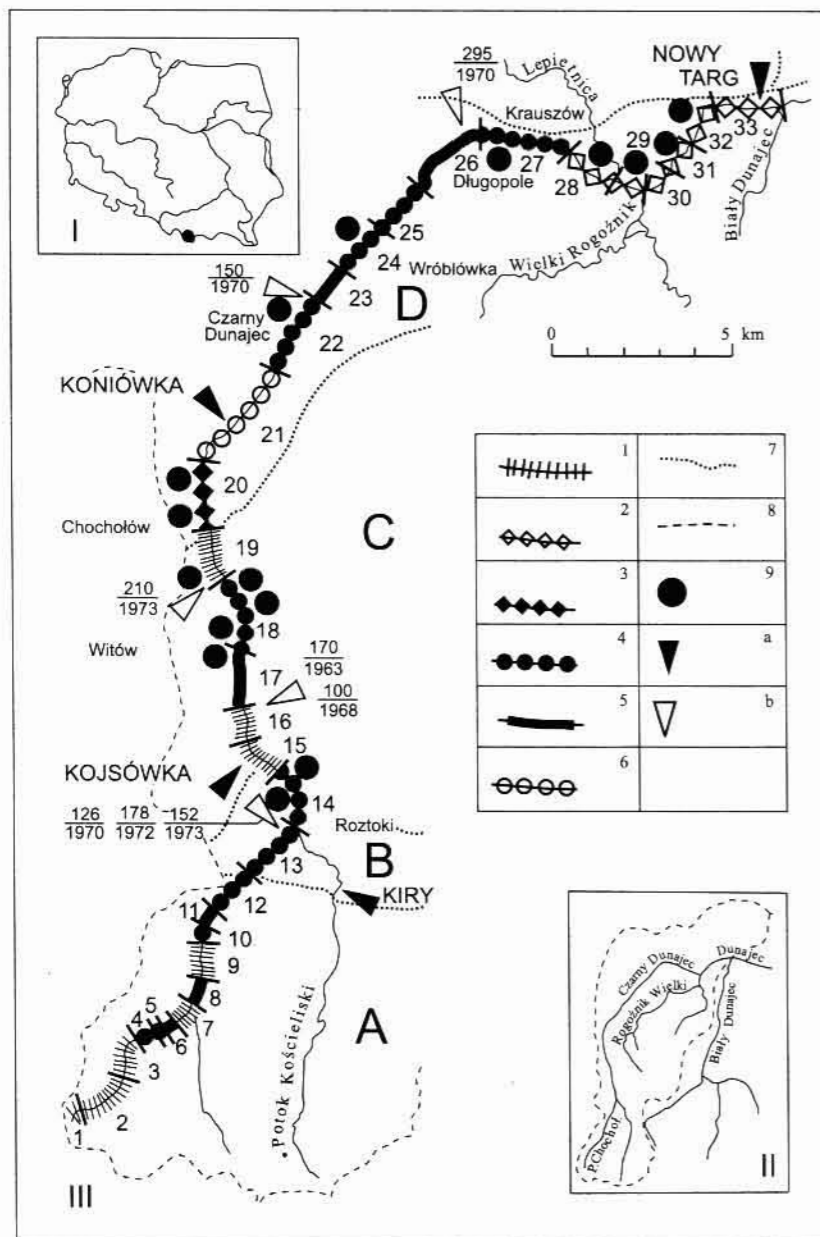 I
295
1970
Lepietnica
NOWY
TARG
Krauszów
26
27
Długopole
28
29
30
31
32
33
Biały Dunajec
Wielki Rogoźnik
25
24
Wróblówka
150
1970
23
D
Czarny
Dunajec
22
0 5 km
KONIÓWKA
21
20
Chochołów
C
19
210
1973
18
Witów
170
1963
17
100
1968
16
15
KOJSÓWKA
126
1970
178
1972
152
1973
14
Roztoki
B
13
KIRY
12
11
10
9
8
7
A
5
4
6
3
2
1
Potok Kościeliski
III
1
7
2
8
3
9
4
a
5
b
6
Dunajec
Czarny Dunajec
Rogoźnik Wielki
Biały Dunajec
P.Chochoł.
II